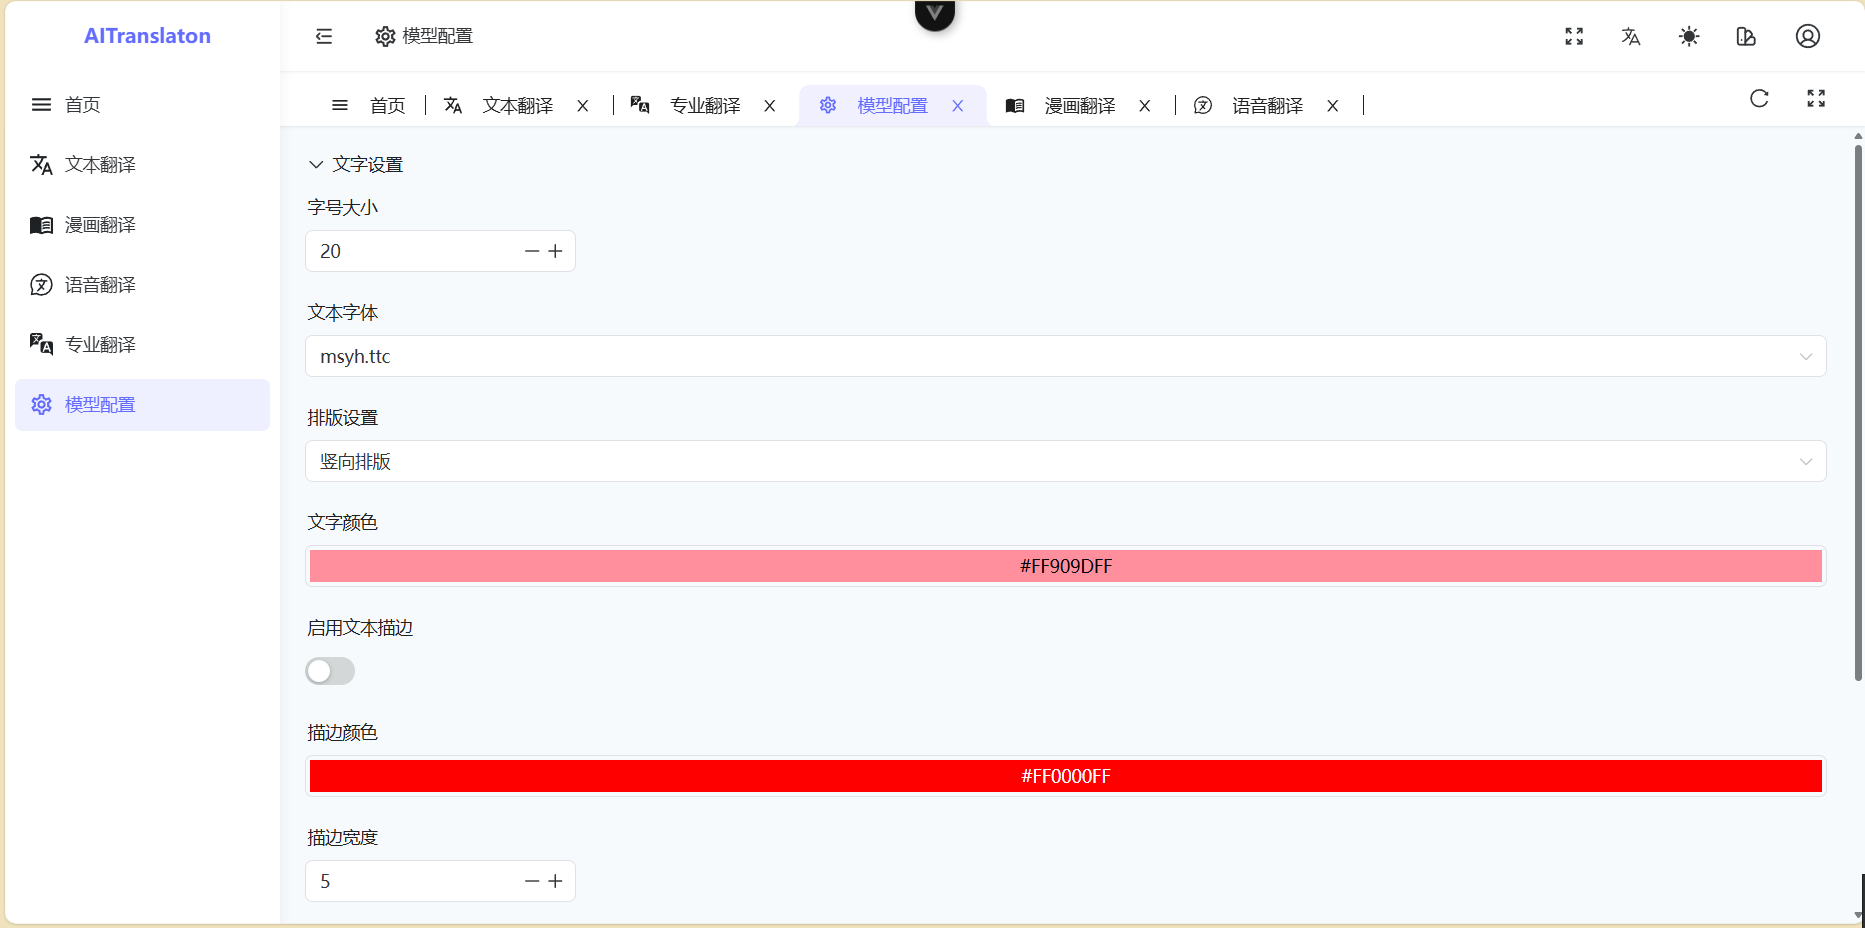 AITranslaton
模型配置
首页
文本翻译
漫画翻译
语音翻译
专业翻译
模型配置
首页 文本翻译 专业翻译 模型配置 漫画翻译 语音翻译
文字设置
字号大小
20
文本字体
msyh.ttc
排版设置
竖向排版
文字颜色
#FF909DFF
启用文本描边
描边颜色
#FF0000FF
描边宽度
5